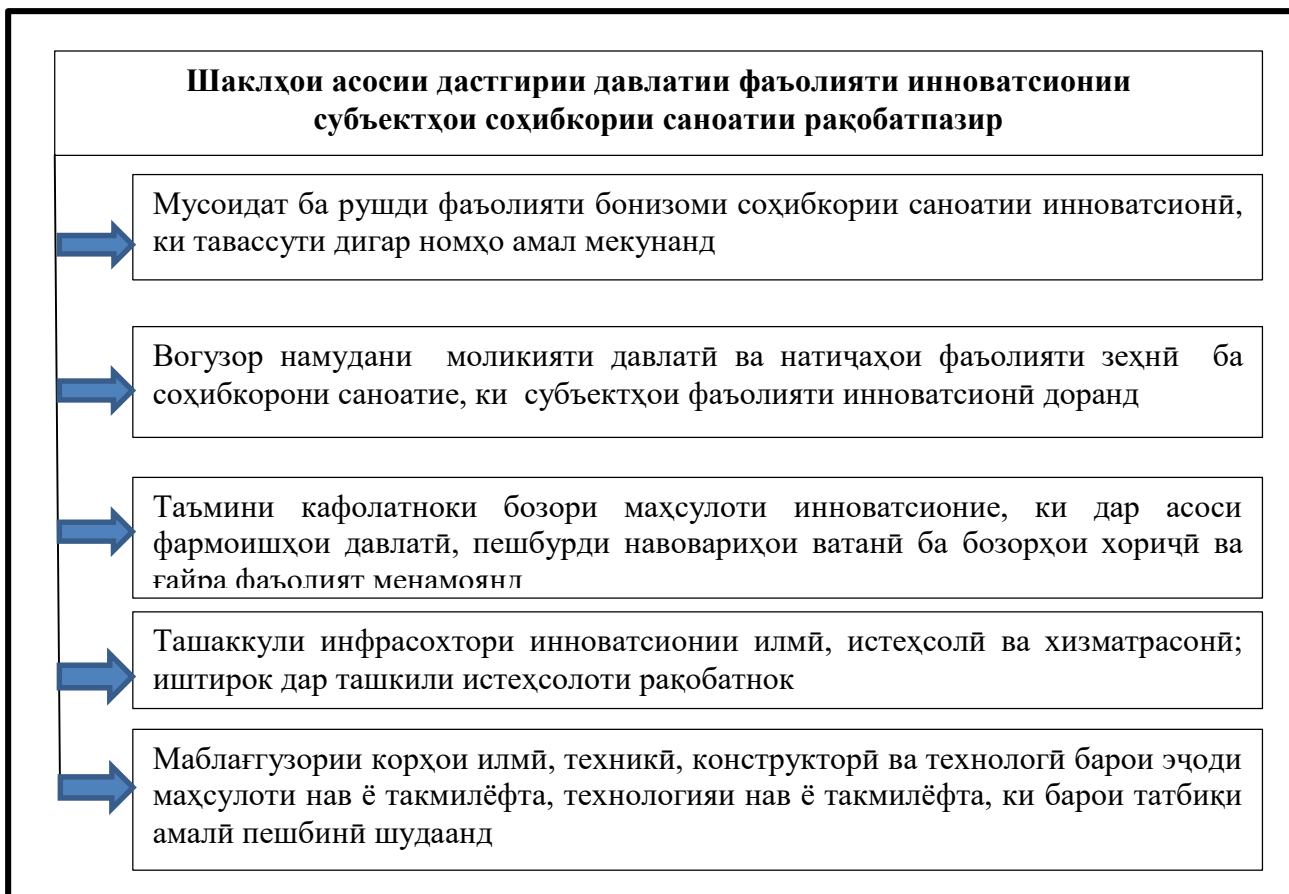 Шаклҳои асосии дастгирии давлатии фаъолияти инноватсионии
субъектҳои соҳибкории саноатии рақобатпазир
Мусоидат ба рушди фаъолияти бонизоми соҳибкории саноатии инноватсионӣ,
ки тавассути дигар номҳо амал мекунанд
Вогузор намудани моликияти давлатӣ ва натиҷаҳои фаъолияти зеҳнӣ ба
соҳибкорони саноатие, ки субъектҳои фаъолияти инноватсионӣ доранд
Таъмини кафолатноки бозори маҳсулоти инноватсионие, ки дар асоси
фармоишҳои давлатӣ, пешбурди навовариҳои ватанӣ ба бозорҳои хориҷӣ ва
ғайра фаъолият менамоянд
Ташаккули инфрасохтори инноватсионии илмӣ, истеҳсолӣ ва хизматрасонӣ;
иштирок дар ташкили истеҳсолоти рақобатнок
Маблағгузории корҳои илмӣ, техникӣ, конструкторӣ ва технологӣ барои эҷоди
маҳсулоти нав ё такмилёфта, технологияи нав ё такмилёфта, ки барои татбиқи
амалӣ пешбинӣ шудаанд